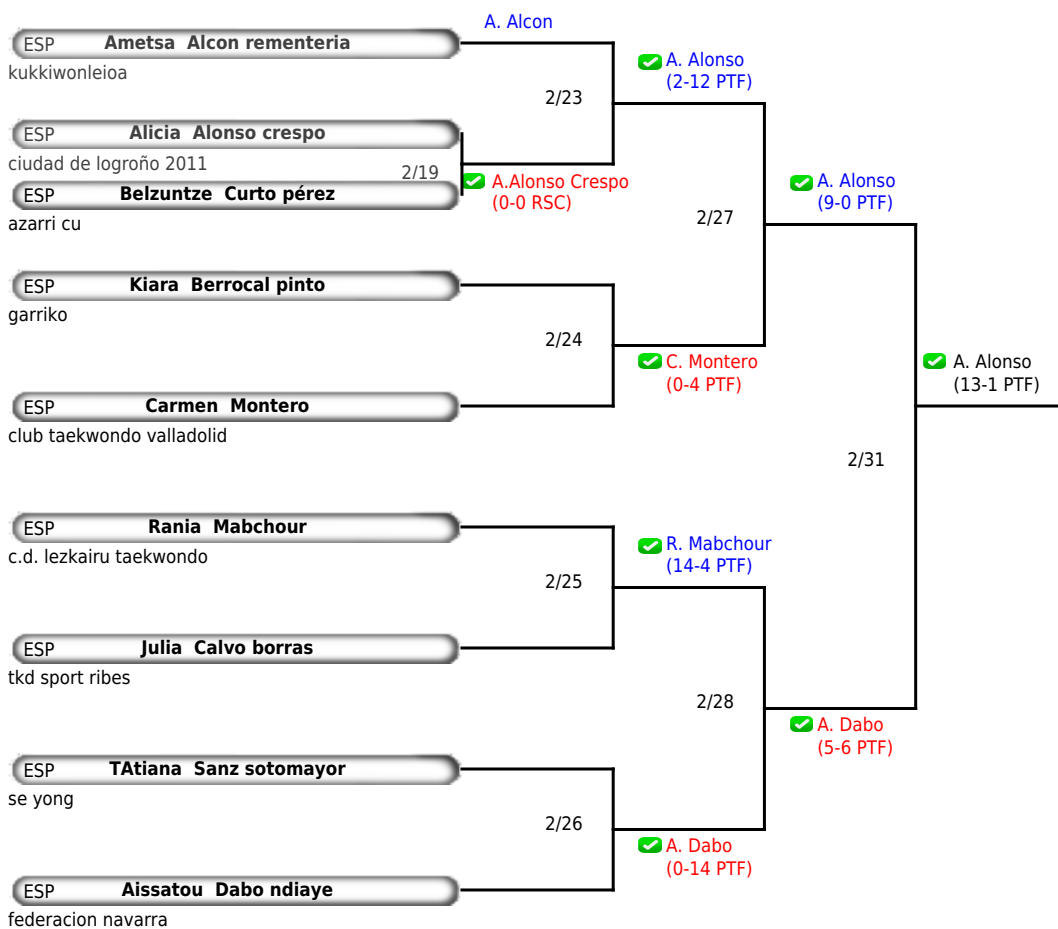 A. Alcon
ESP Ametsa Alcon rementeria
kukkiwonleioa
A. Alonso
(2-12 PTF)
2/23
ESP Alicia Alonso crespo
ciudad de logroño 2011
2/19
A.Alonso Crespo
(0-0 RSC)
ESP Belzuntze Curto pérez
azarri cu
A. Alonso
(9-0 PTF)
2/27
ESP Kiara Berrocal pinto
garriko
2/24
C. Montero
(0-4 PTF)
A. Alonso
(13-1 PTF)
ESP Carmen Montero
club taekwondo valladolid
2/31
ESP Rania Mabchour
c.d. lezkairu taekwondo
R. Mabchour
(14-4 PTF)
2/25
ESP Julia Calvo borras
tkd sport ribes
2/28
A. Dabo
(5-6 PTF)
ESP TAtiana Sanz sotomayor
se yong
2/26
A. Dabo
(0-14 PTF)
ESP Aissatou Dabo ndiaye
federacion navarra